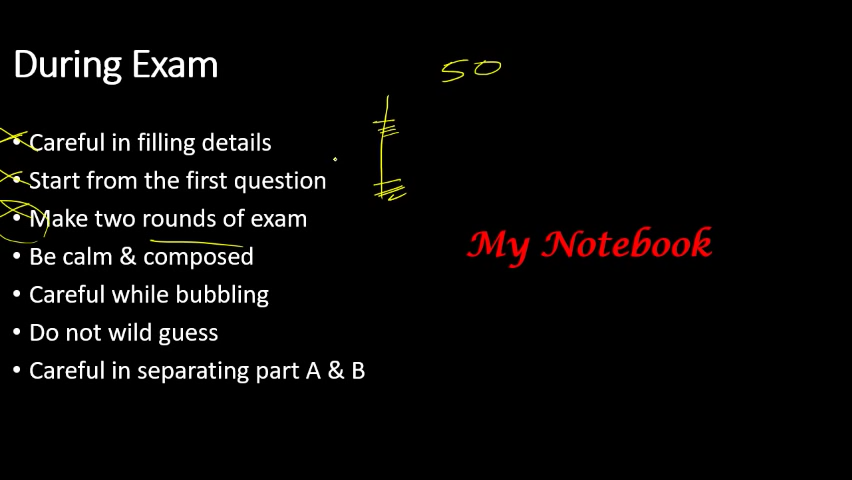 During Exam
50
• Careful in filling details
• Start from the first question
• Make two rounds of exam
My Notebook
• Be calm & composed
• Careful while bubbling
• Do not wild guess
• Careful in separating part A & B